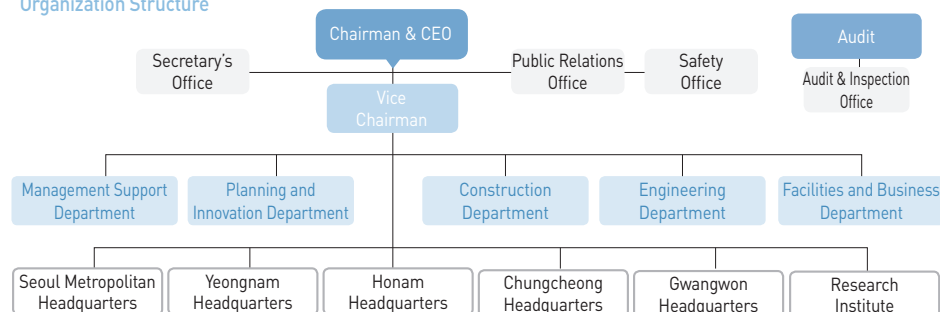 Organization Structure
Chairman & CEO
Audit
Secretary's
Office
Public Relations
Office
Safety
Office
Audit & Inspection
Office
Vice
Chairman
Management Support
Department
Planning and
Innovation Department
Construction
Department
Engineering
Department
Facilities and Business
Department
Seoul Metropolitan
Headquarters
Yeongnam
Headquarters
Honam
Headquarters
Chungcheong
Headquarters
Gwangwon
Headquarters
Research
Institute